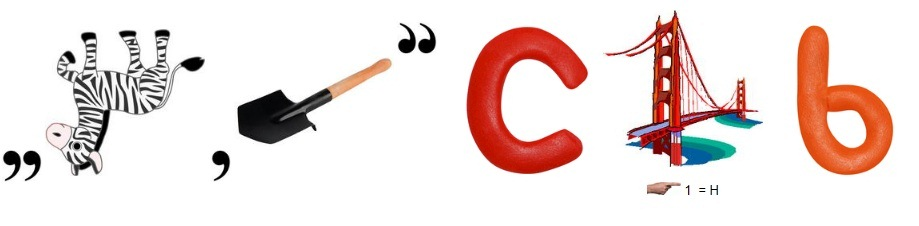 ,, , ,, C b
1 = H